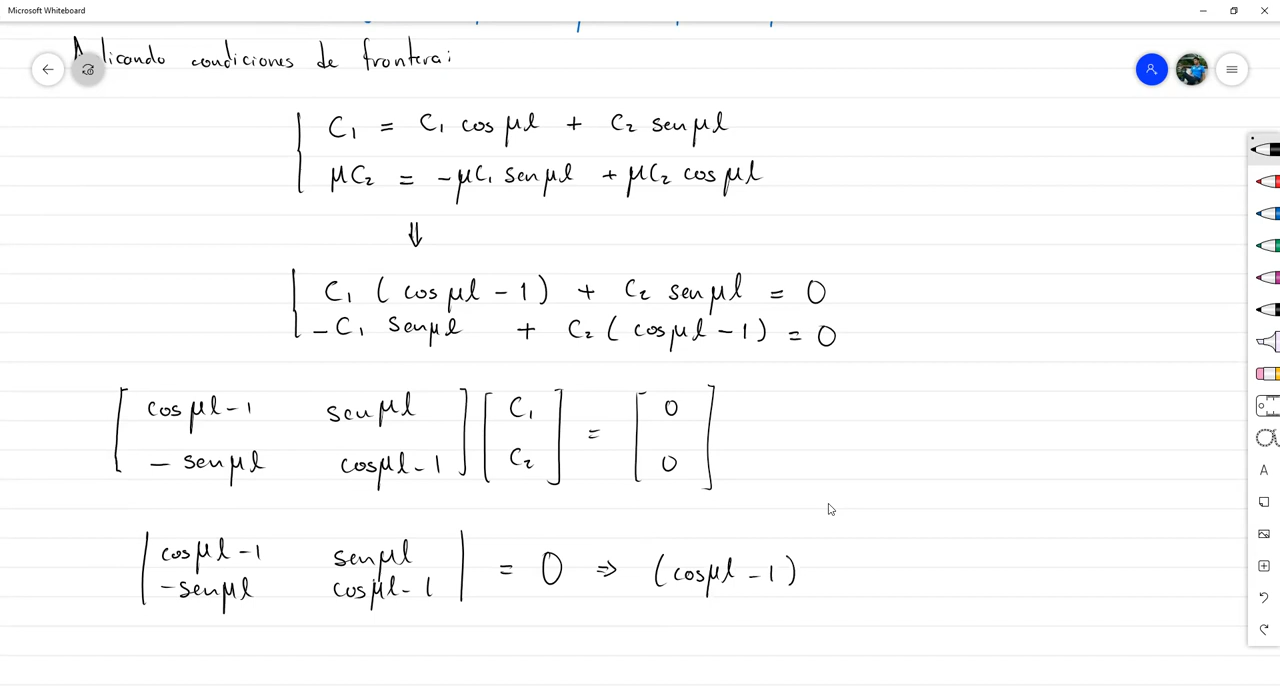 Microsoft Whiteboard
Aplicando condiciones de frontera:
C₁ = C₁ cos μl + C₂ sen μl
μC₂ = -μC₁ sen μl + μC₂ cos μl
⇓
C₁ ( cos μl - 1 ) + C₂ sen μl = 0
- C₁ sen μl + C₂ ( cos μl - 1 ) = 0
[ cos μl - 1 sen μl ] [ C₁ ] = [ 0 ]
[ - sen μl cos μl - 1 ] [ C₂ ] [ 0 ]
| cos μl - 1 sen μl | = 0 ⇒ ( cos μl - 1 )
| - sen μl cos μl - 1 |
A